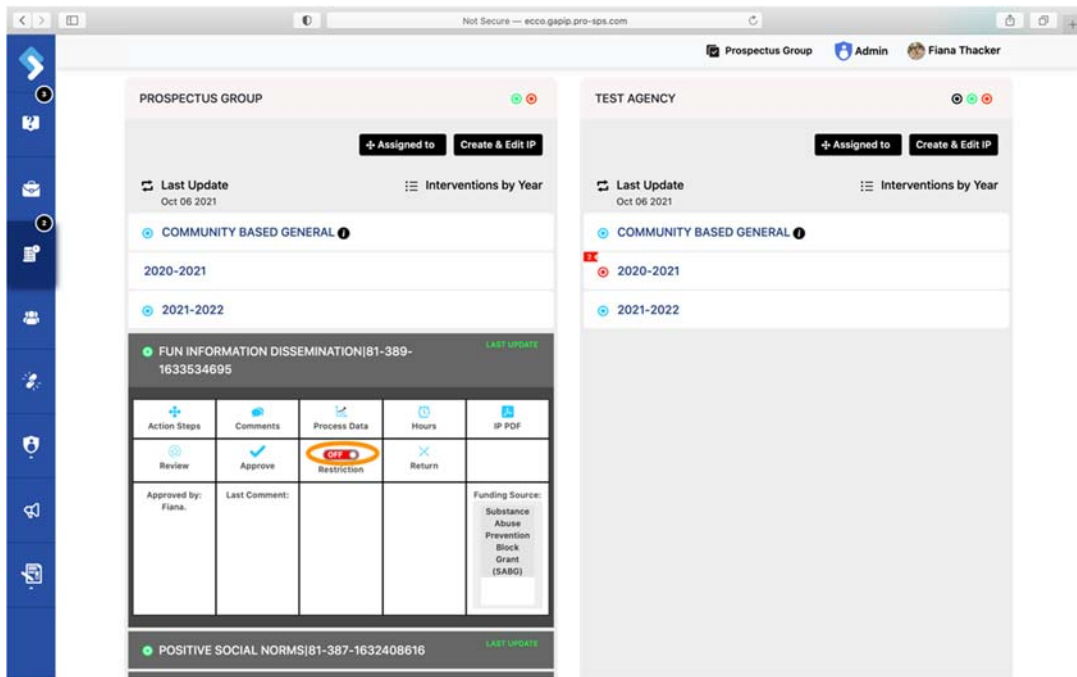 Not Secure — ecco.gapip.pro-sps.com
Prospectus Group Admin Fiana Thacker
3
2
PROSPECTUS GROUP
Assigned to Create & Edit IP
Last Update Interventions by Year
Oct 06 2021
COMMUNITY BASED GENERAL i
2020-2021
2021-2022
FUN INFORMATION DISSEMINATION|81-389-
1633534695
LAST UPDATE
Action Steps Comments Process Data Hours IP PDF
Review Approve OFF Restriction Return
Approved by:
Fiana.
Last Comment:
Funding Source:
Substance
Abuse
Prevention
Block
Grant
(SABG)
POSITIVE SOCIAL NORMS|81-387-1632408616
LAST UPDATE
TEST AGENCY
Assigned to Create & Edit IP
Last Update Interventions by Year
Oct 06 2021
COMMUNITY BASED GENERAL i
2020-2021
2021-2022